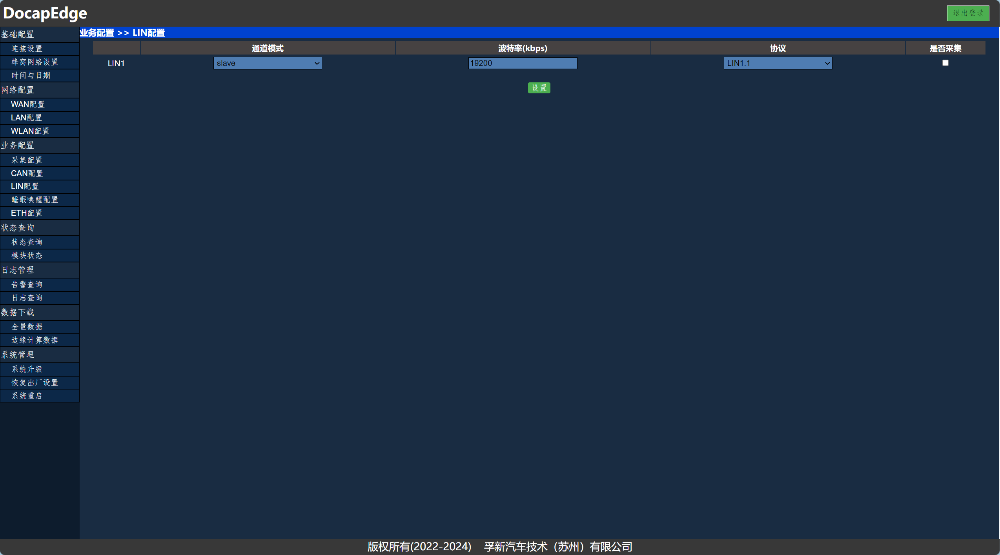 DocapEdge
退出登录
基础配置
连接设置
蜂窝网络设置
时间与日期
网络配置
WAN配置
LAN配置
WLAN配置
业务配置
采集配置
CAN配置
LIN配置
睡眠唤醒配置
ETH配置
状态查询
状态查询
模块状态
日志管理
告警查询
日志查询
数据下载
全量数据
边缘计算数据
系统管理
系统升级
恢复出厂设置
系统重启
业务配置 >> LIN配置
通道模式 波特率(kbps) 协议 是否采集
LIN1 slave 19200 LIN1.1
设置
版权所有(2022-2024) 孚新汽车技术（苏州）有限公司